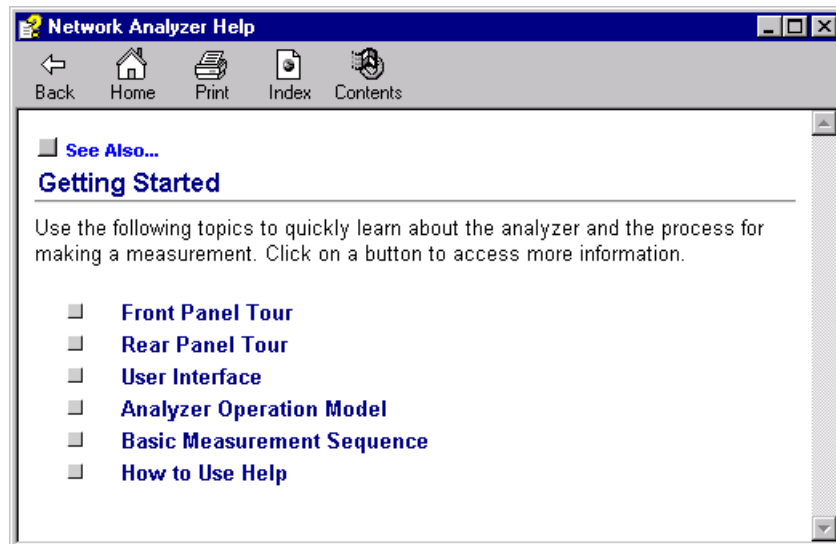 Network Analyzer Help
Back Home Print Index Contents
See Also...
Getting Started
Use the following topics to quickly learn about the analyzer and the process for
making a measurement. Click on a button to access more information.
Front Panel Tour
Rear Panel Tour
User Interface
Analyzer Operation Model
Basic Measurement Sequence
How to Use Help